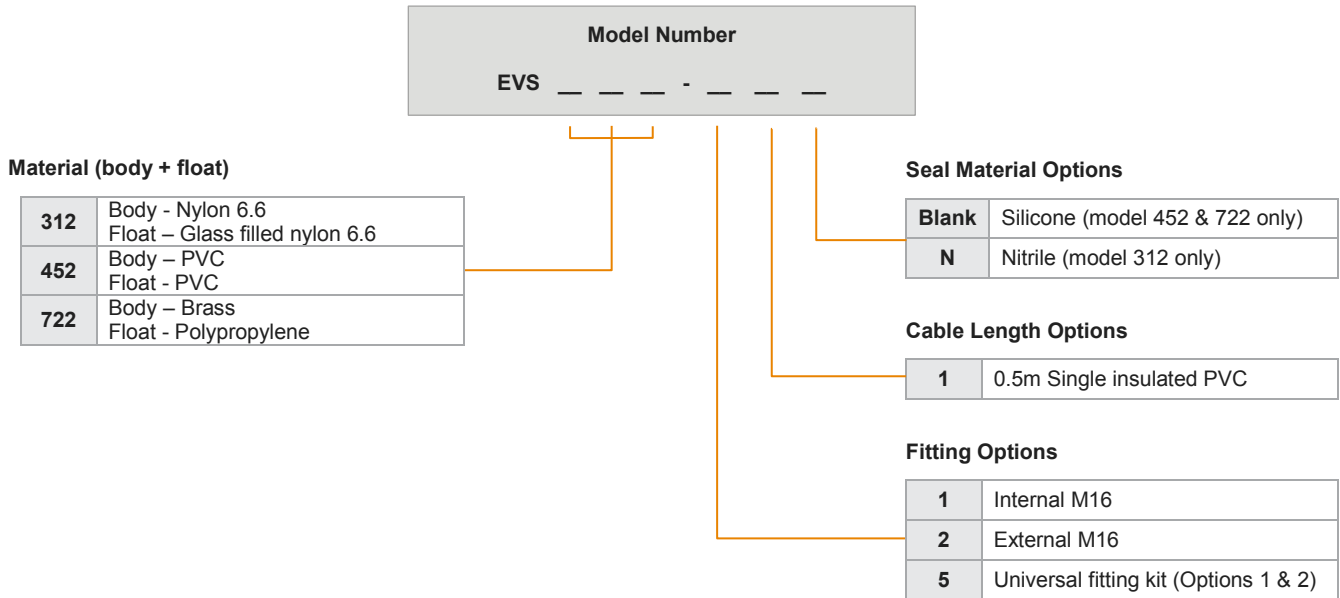 Model Number
EVS __ __ __ - __ __ __
Material (body + float)
312 Body - Nylon 6.6
Float – Glass filled nylon 6.6
452 Body – PVC
Float - PVC
722 Body – Brass
Float - Polypropylene
Seal Material Options
Blank Silicone (model 452 & 722 only)
N Nitrile (model 312 only)
Cable Length Options
1 0.5m Single insulated PVC
Fitting Options
1 Internal M16
2 External M16
5 Universal fitting kit (Options 1 & 2)